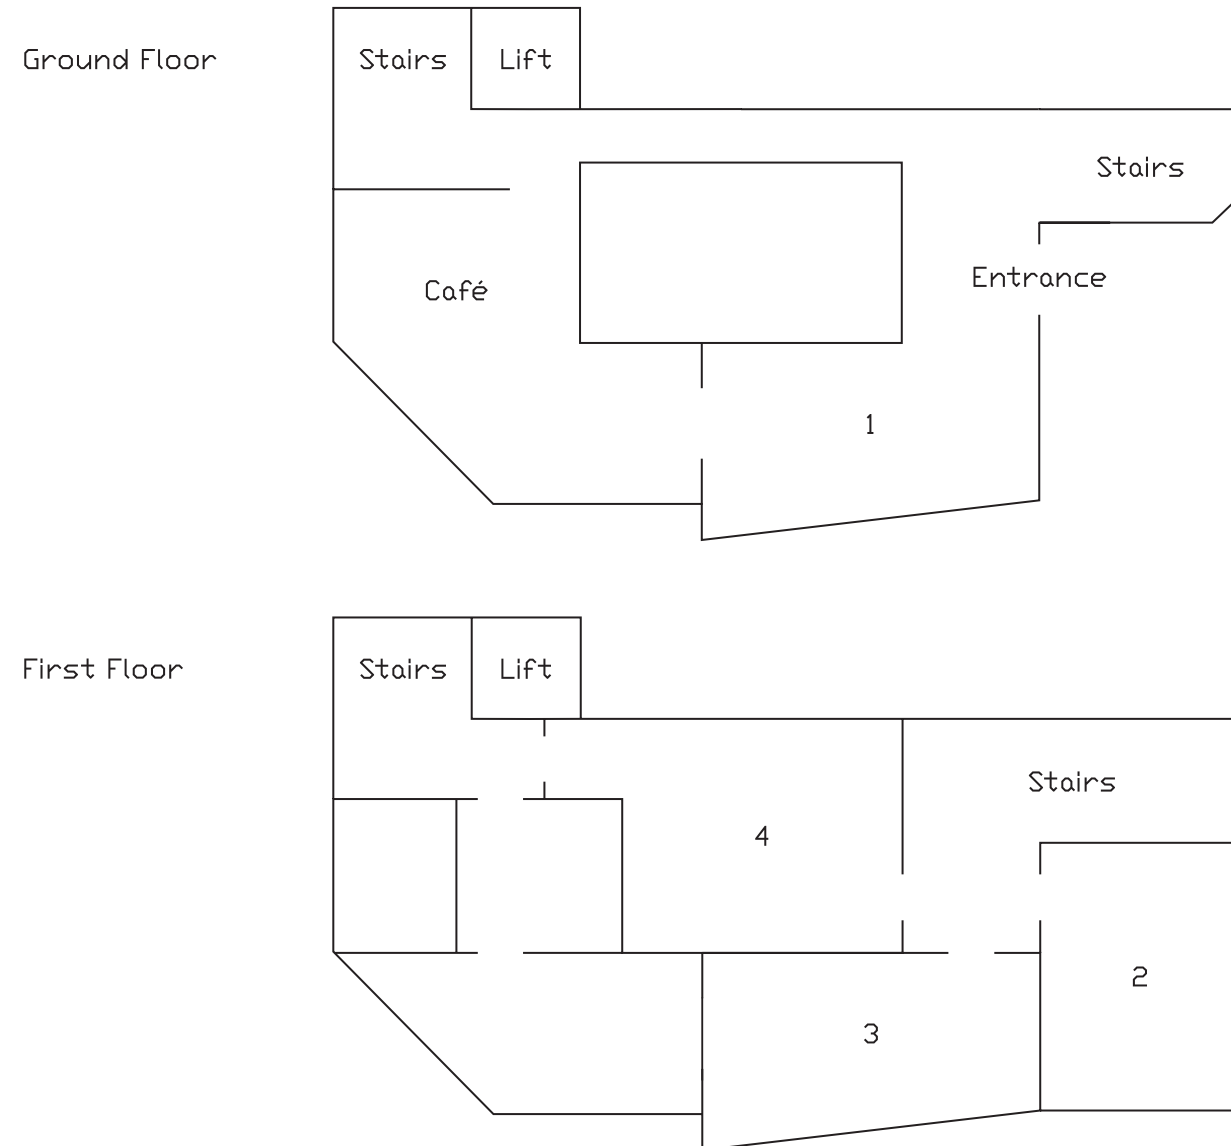 Ground Floor
Stairs
Lift
Stairs
Entrance
Café
1
First Floor
Stairs
Lift
Stairs
4
2
3